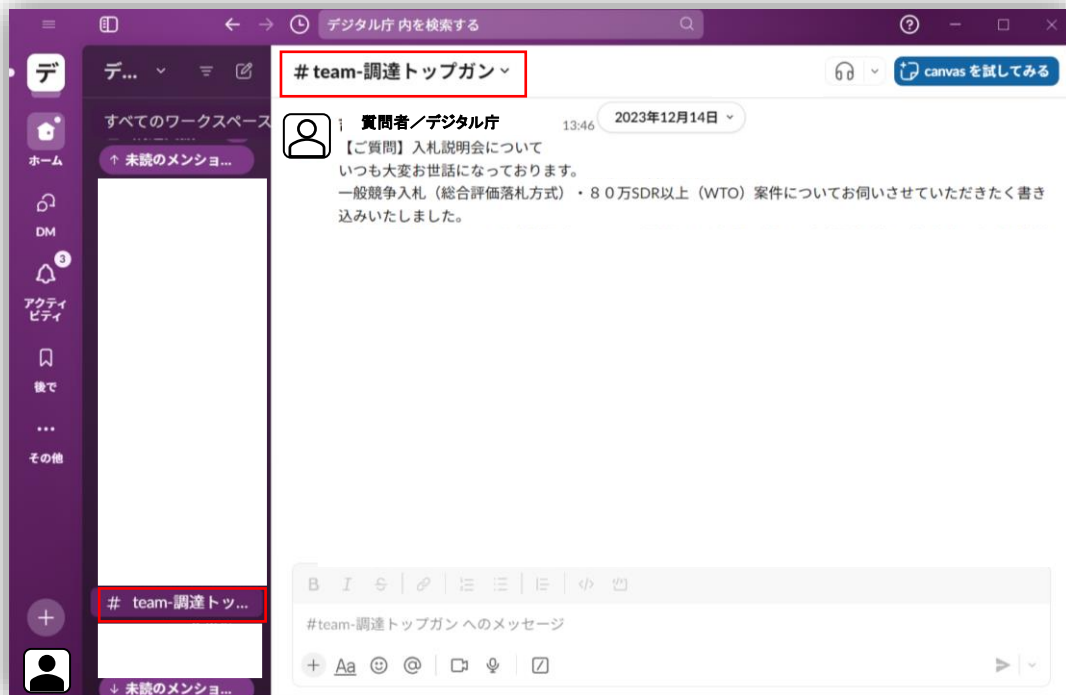 デジタル庁 内を検索する
デ
デ...
# team-調達トップガン
canvas を試してみる
すべてのワークスペース
ホーム
↑ 未読のメンショ...
質問者／デジタル庁
13:46
2023年12月14日
【ご質問】入札説明会について
いつも大変お世話になっております。
一般競争入札（総合評価落札方式）・８０万SDR以上（WTO）案件についてお伺いさせていただきたく書き
込みいたしました。
DM
3
アクティ
ビティ
後で
その他
# team-調達トッ...
B I S
#team-調達トップガン へのメッセージ
+ Aa @
↓ 未読のメンショ...